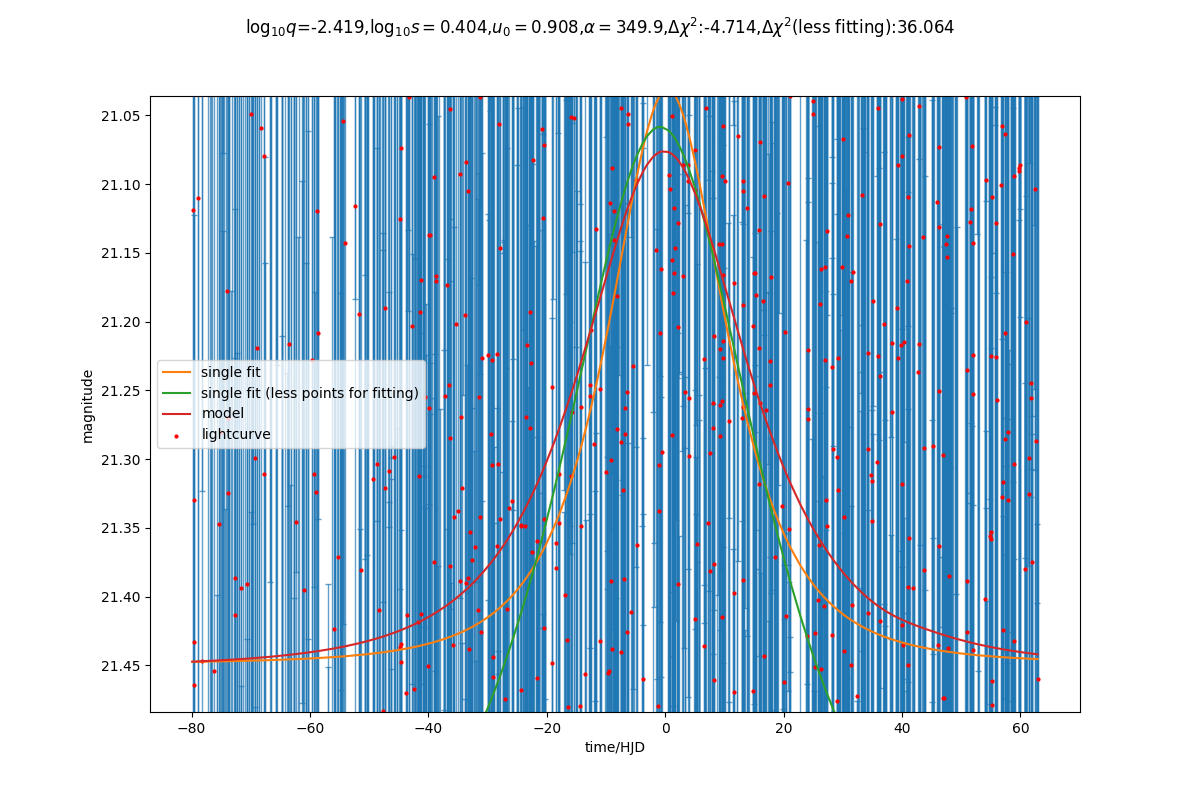 log₁₀q=-2.419,log₁₀s = 0.404,u₀ = 0.908,α = 349.9,Δχ²:-4.714,Δχ²(less fitting):36.064
21.05
21.10
21.15
21.20
21.25
21.30
21.35
21.40
21.45
magnitude
single fit
single fit (less points for fitting)
model
lightcurve
−80 −60 −40 −20 0 20 40 60
time/HJD